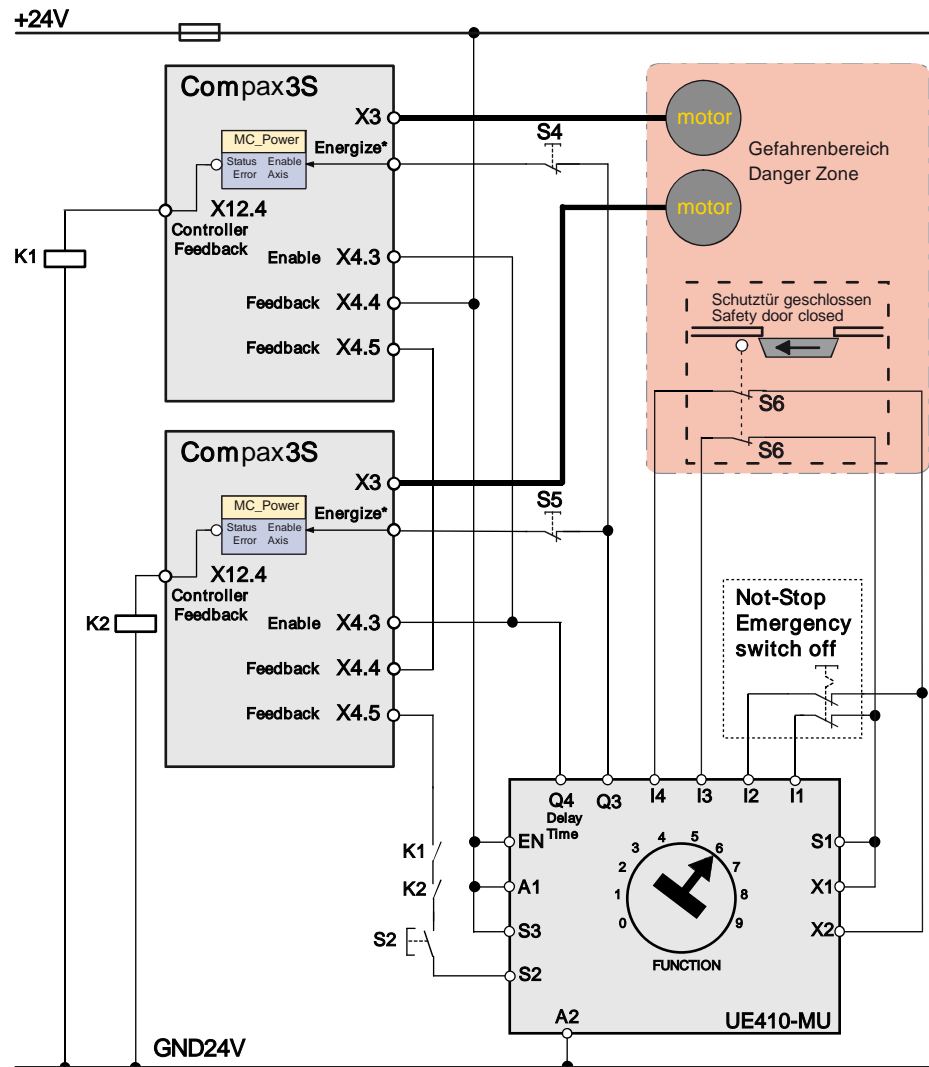 +24V
Compax3S
X3
MC_Power
Status Enable
Error Axis
Energize*
X12.4
Controller
Feedback
Enable X4.3
Feedback X4.4
Feedback X4.5
K1
S4
motor
motor
Gefahrenbereich
Danger Zone
Schutztür geschlossen
Safety door closed
S6
S6
Compax3S
X3
MC_Power
Status Enable
Error Axis
Energize*
X12.4
Controller
Feedback
Enable X4.3
Feedback X4.4
Feedback X4.5
K2
S5
Not-Stop
Emergency
switch off
K1
K2
S2
Q4
Delay
Time
Q3
I4
I3
I2
I1
EN
A1
S3
S2
0
1
2
3
4
5
6
7
8
9
FUNCTION
S1
X1
X2
A2
UE410-MU
GND24V